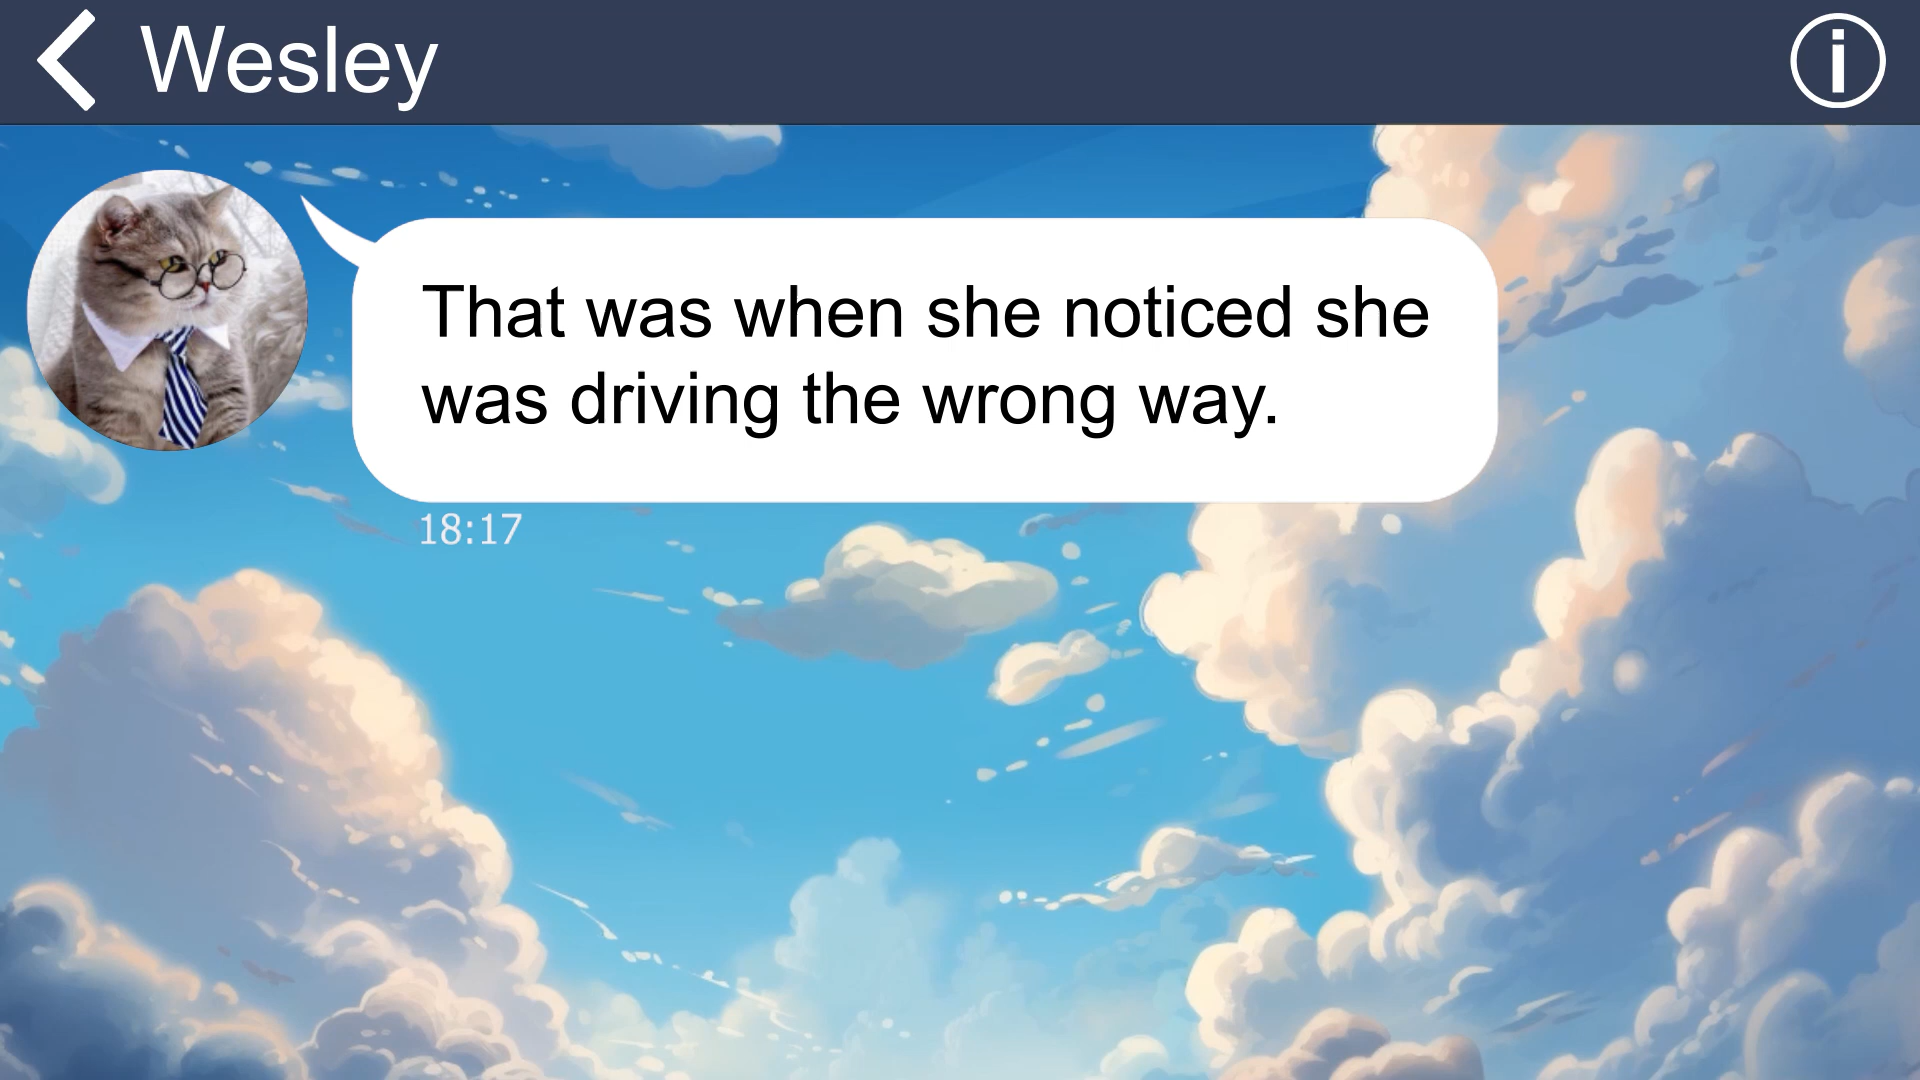 Wesley
That was when she noticed she
was driving the wrong way.
18:17